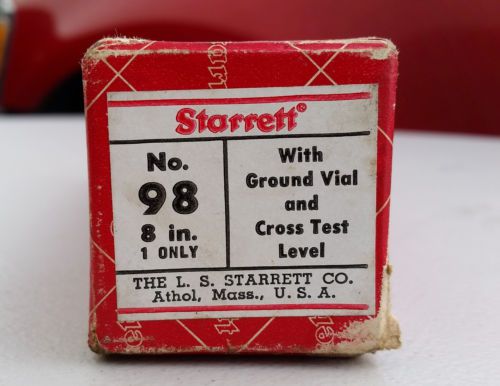 Starrett®
No.
98
8 in.
1 ONLY
With
Ground Vial
and
Cross Test
Level
THE L. S. STARRETT CO.
Athol, Mass., U. S. A.